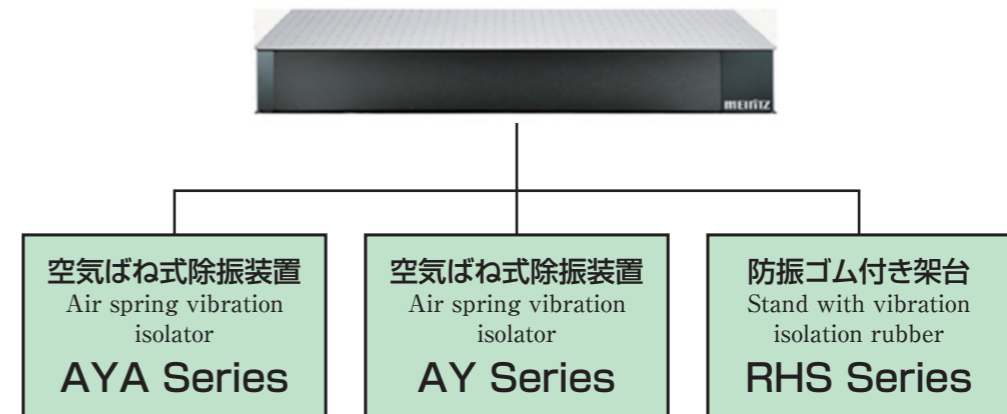 meiritz
空気ばね式除振装置
Air spring vibration
isolator
AYA Series
空気ばね式除振装置
Air spring vibration
isolator
AY Series
防振ゴム付き架台
Stand with vibration
isolation rubber
RHS Series